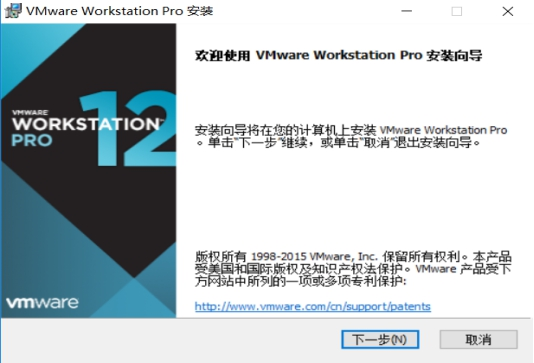 VMware Workstation Pro 安装
欢迎使用 VMware Workstation Pro 安装向导
VMWARE
WORKSTATION™
PRO 12
安装向导将在您的计算机上安装 VMware Workstation Pro
。单击“下一步”继续，或单击“取消”退出安装向导。
版权所有 1998-2015 VMware, Inc. 保留所有权利。本产品
受美国和国际版权及知识产权法保护。VMware 产品受下
方网站中所列的一项或多项专利保护:
http://www.vmware.com/cn/support/patents
vmware
下一步(N)
取消